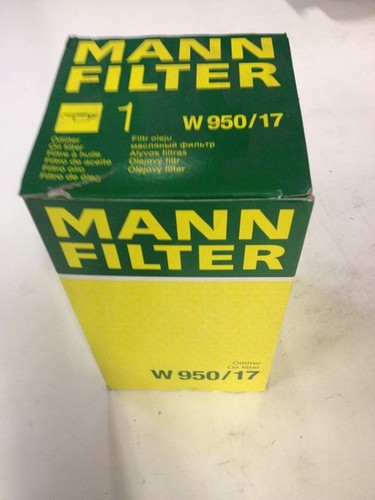 MANN
FILTER
1
W 950/17
Ölfilter
Oil filter
Filtre à huile
Filtro de aceite
Filtro olio
Filtro de óleo
Filtr oleju
масляный фильтр
Alyvos filtras
Olejový filtr
Olejový filter
MANN
FILTER
Ölfilter
Oil filter
W 950/17